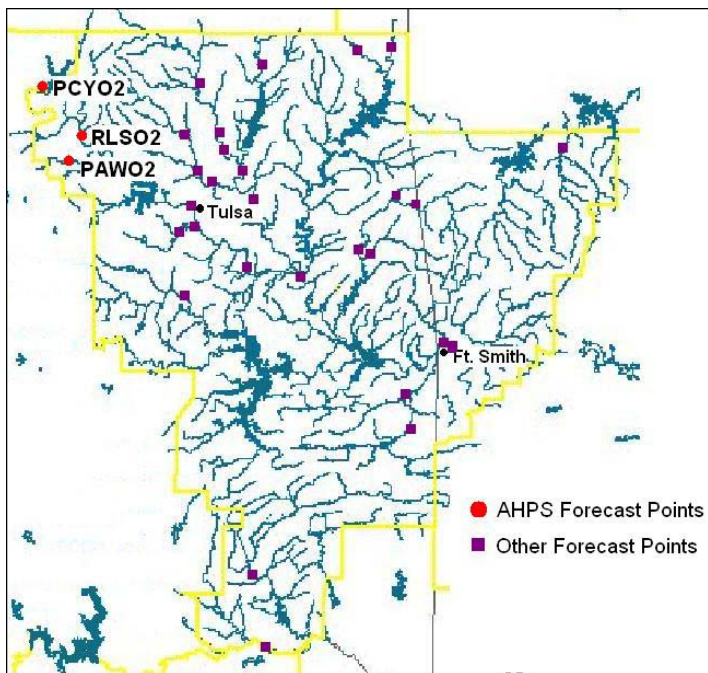 PCYO2
RLSO2
PAWO2
Tulsa
Ft. Smith
AHPS Forecast Points
Other Forecast Points